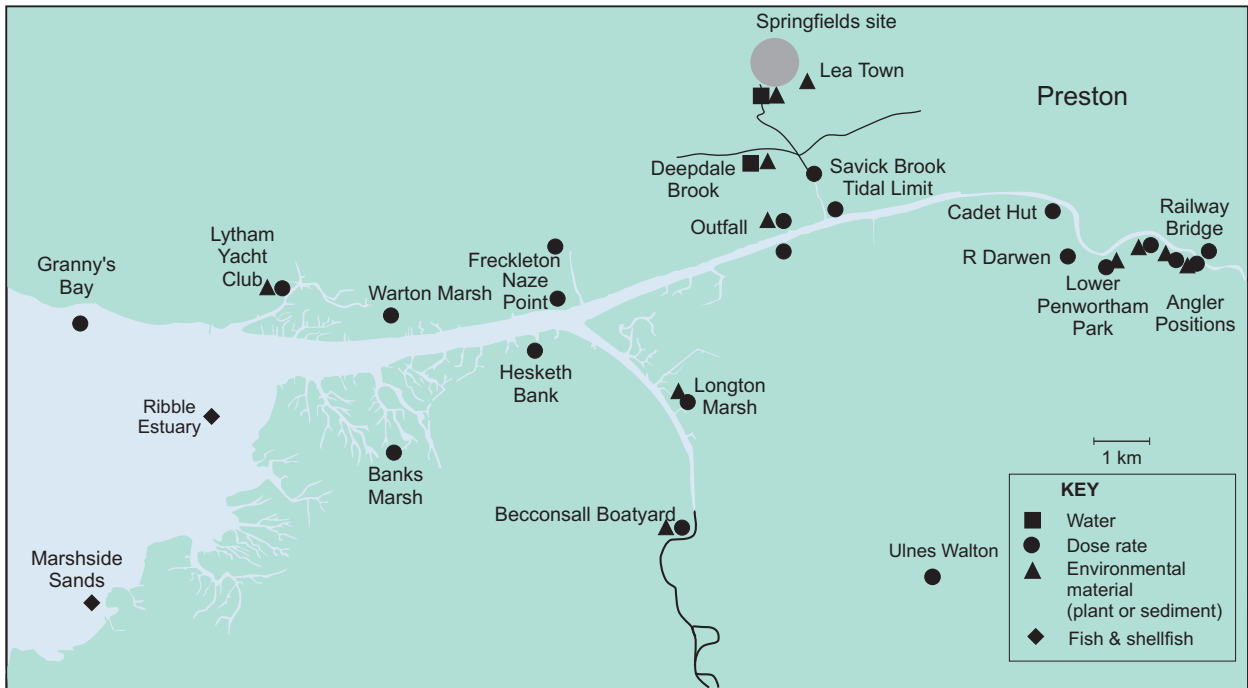 Springfields site
Lea Town
Preston
Deepdale
Brook
Savick Brook
Tidal Limit
Outfall
Cadet Hut
Railway
Bridge
R Darwen
Lower
Penwortham
Park
Angler
Positions
Granny's
Bay
Lytham
Yacht
Club
Warton Marsh
Freckleton
Naze
Point
Hesketh
Bank
Longton
Marsh
Ribble
Estuary
Banks
Marsh
Becconsall Boatyard
Marshside
Sands
Ulnes Walton
1 km
KEY
Water
Dose rate
Environmental
material
(plant or sediment)
Fish & shellfish